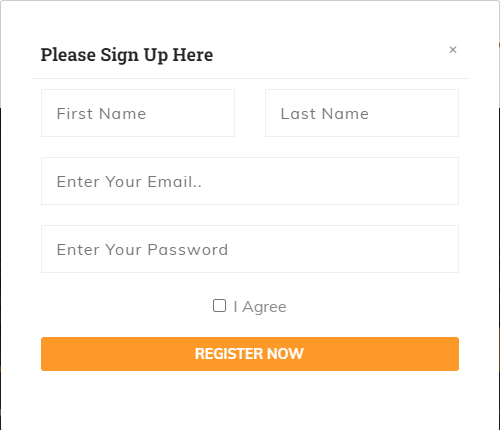 Please Sign Up Here ×
First Name Last Name
Enter Your Email..
Enter Your Password
I Agree
REGISTER NOW